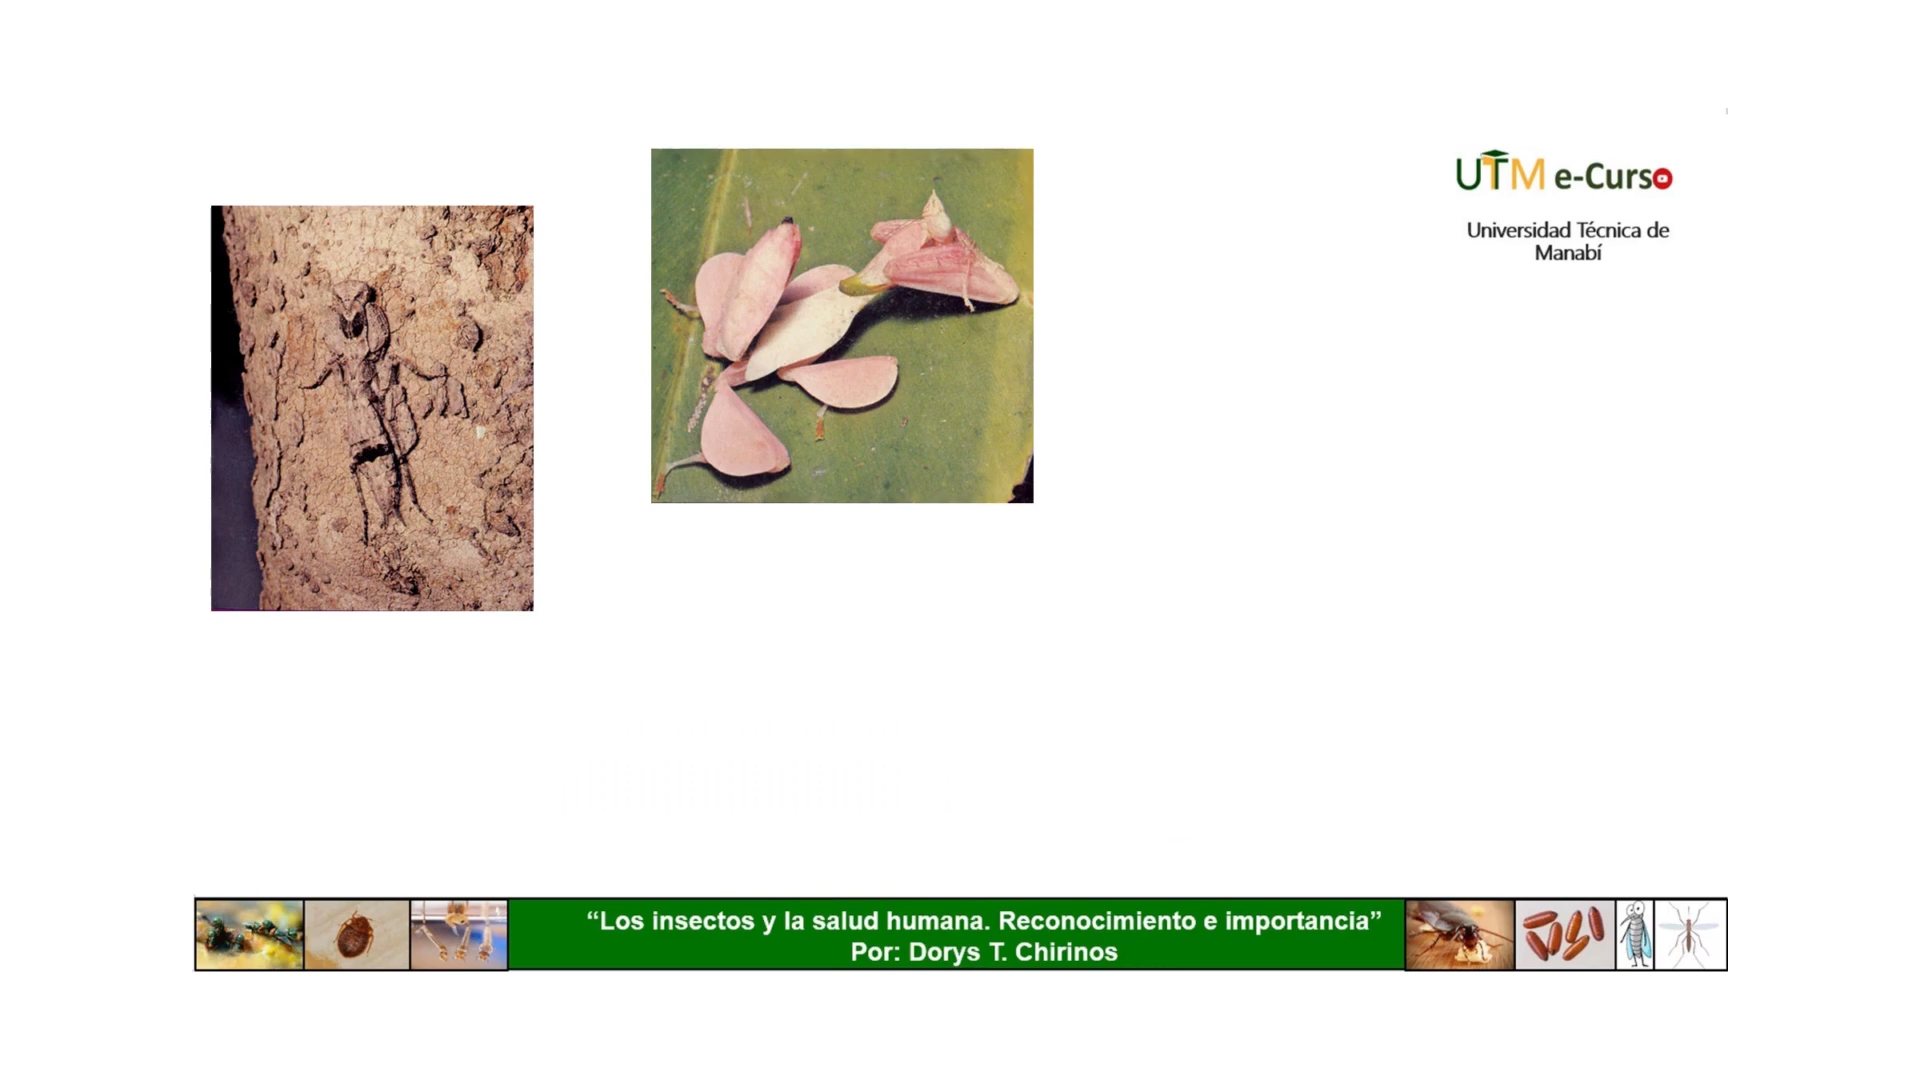 UTM e-Curso
Universidad Técnica de
Manabí
“Los insectos y la salud humana. Reconocimiento e importancia”
Por: Dorys T. Chirinos